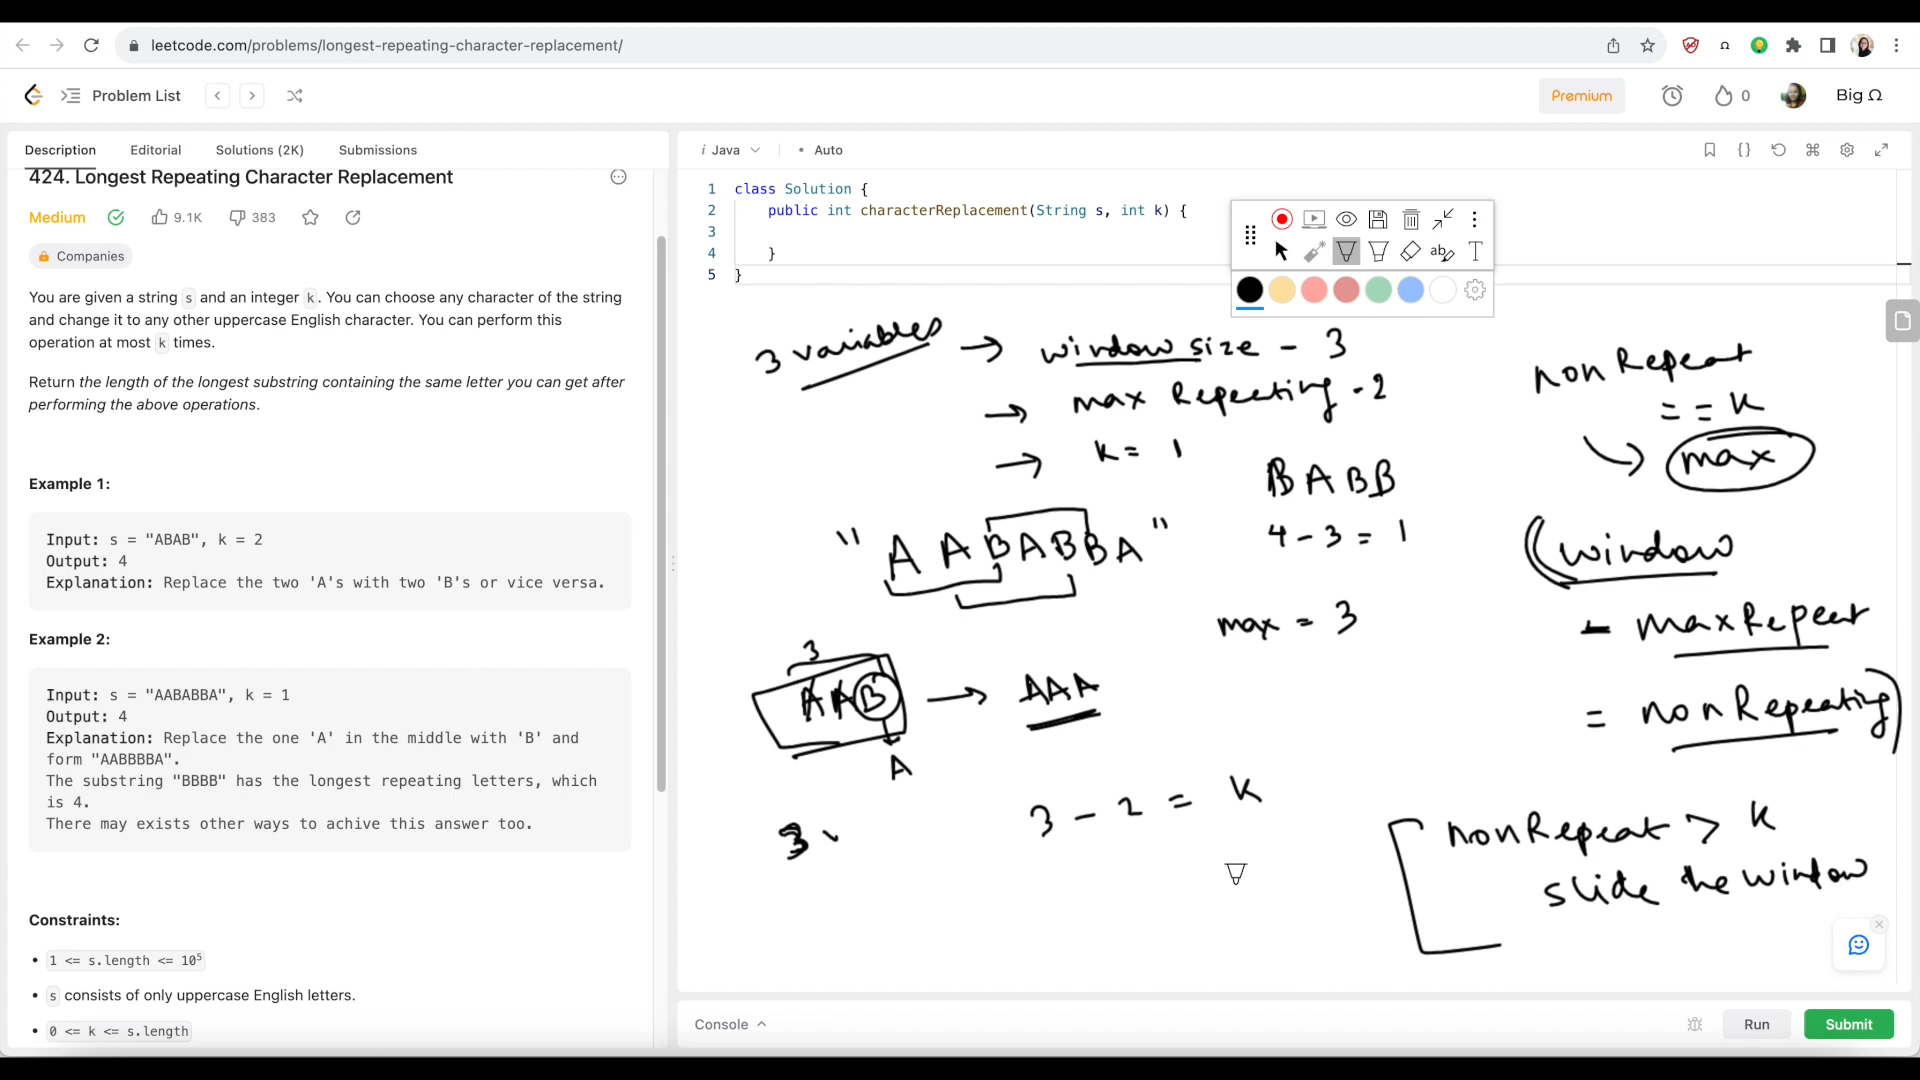 leetcode.com/problems/longest-repeating-character-replacement/
Problem List
Premium
0
Big Ω
Description
Editorial
Solutions (2K)
Submissions
424. Longest Repeating Character Replacement
Medium
9.1K
383
Companies
You are given a string s and an integer k. You can choose any character of the string
and change it to any other uppercase English character. You can perform this
operation at most k times.
Return the length of the longest substring containing the same letter you can get after
performing the above operations.
Example 1:
Input: s = "ABAB", k = 2
Output: 4
Explanation: Replace the two 'A's with two 'B's or vice versa.
Example 2:
Input: s = "AABABBA", k = 1
Output: 4
Explanation: Replace the one 'A' in the middle with 'B' and
form "AABBBBA".
The substring "BBBB" has the longest repeating letters, which
is 4.
There may exists other ways to achive this answer too.
Constraints:
• 1 <= s.length <= 10⁵
• s consists of only uppercase English letters.
• 0 <= k <= s.length
i Java
• Auto
1 class Solution {
2 public int characterReplacement(String s, int k) {
3
4 }
5 }
3 variables → window size - 3
→ max Repeating - 2
→ k = 1
"AABABBA"
BABB
4 - 3 = 1
max = 3
3
AAB → AAA
A
3 - 2 = k
3
nonRepeat
== k
max
(window
- maxRepeat
= nonRepeating)
nonRepeat > k
slide the window
Console
Run
Submit